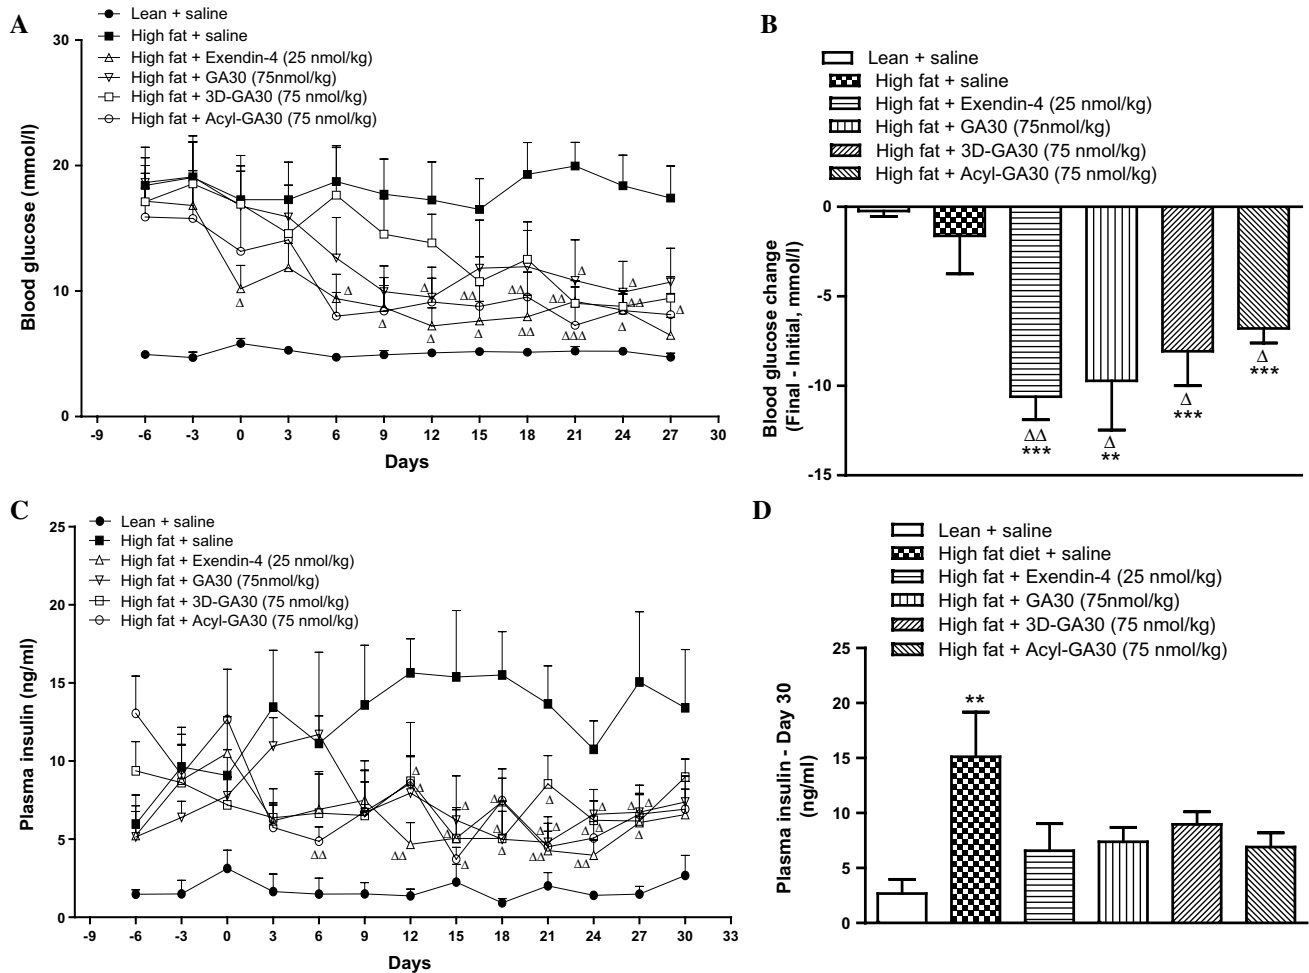 A
Lean + saline
High fat + saline
High fat + Exendin-4 (25 nmol/kg)
High fat + GA30 (75nmol/kg)
High fat + 3D-GA30 (75 nmol/kg)
High fat + Acyl-GA30 (75 nmol/kg)
Blood glucose (mmol/l)
30
20
10
0
Δ Δ Δ Δ Δ ΔΔ ΔΔ ΔΔ Δ Δ ΔΔ Δ
Δ Δ Δ ΔΔ ΔΔΔ Δ
-9 -6 -3 0 3 6 9 12 15 18 21 24 27 30
Days
B
Lean + saline
High fat + saline
High fat + Exendin-4 (25 nmol/kg)
High fat + GA30 (75nmol/kg)
High fat + 3D-GA30 (75 nmol/kg)
High fat + Acyl-GA30 (75 nmol/kg)
Blood glucose change
(Final - Initial, mmol/l)
0
-5
-10
-15
ΔΔ
***
Δ
**
Δ
***
Δ
***
C
Lean + saline
High fat + saline
High fat + Exendin-4 (25 nmol/kg)
High fat + GA30 (75nmol/kg)
High fat + 3D-GA30 (75 nmol/kg)
High fat + Acyl-GA30 (75 nmol/kg)
Plasma insulin (ng/ml)
25
20
15
10
5
0
ΔΔ ΔΔ Δ Δ Δ Δ Δ Δ Δ Δ Δ Δ Δ ΔΔ Δ Δ Δ ΔΔ Δ Δ Δ
-9 -6 -3 0 3 6 9 12 15 18 21 24 27 30 33
Days
D
Lean + saline
High fat diet + saline
High fat + Exendin-4 (25 nmol/kg)
High fat + GA30 (75nmol/kg)
High fat + 3D-GA30 (75 nmol/kg)
High fat + Acyl-GA30 (75 nmol/kg)
Plasma insulin - Day 30
(ng/ml)
25
20
15
10
5
0
**